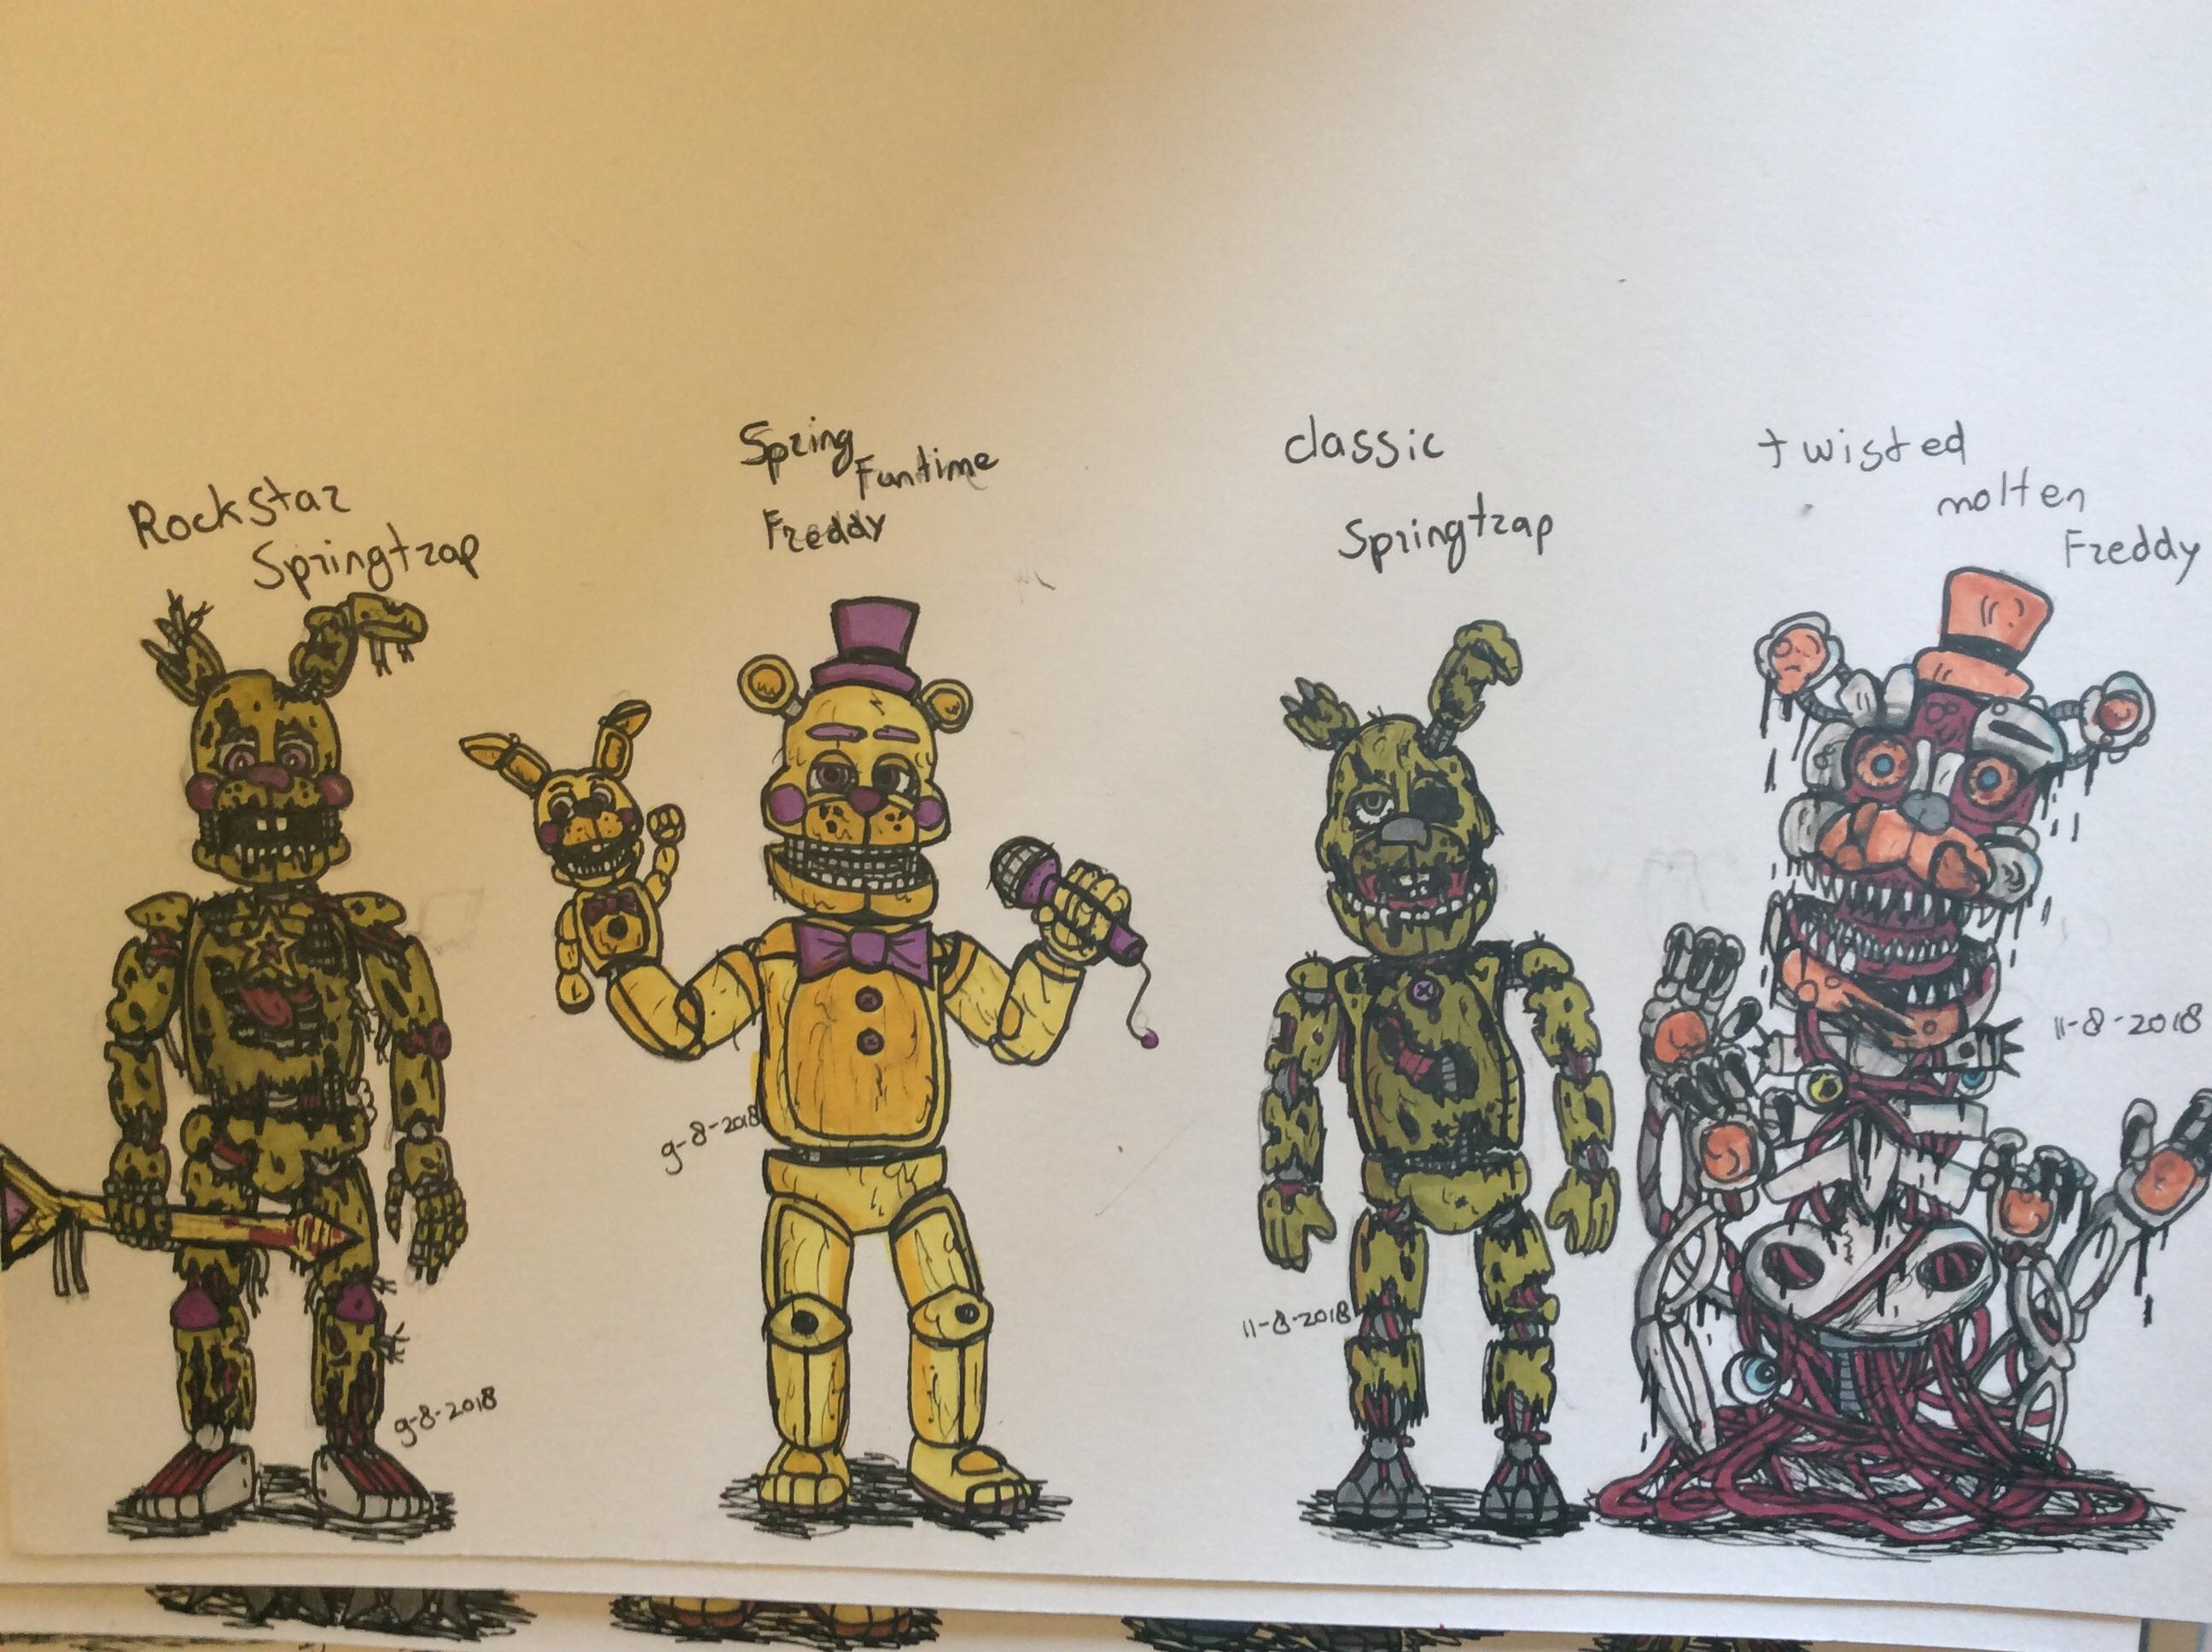 Rockstar
Springtrap
Spring
Funtime
Freddy
classic
Springtrap
twisted
molten
Freddy
9-8-2018
9-8-2018
11-8-2018
11-8-2018